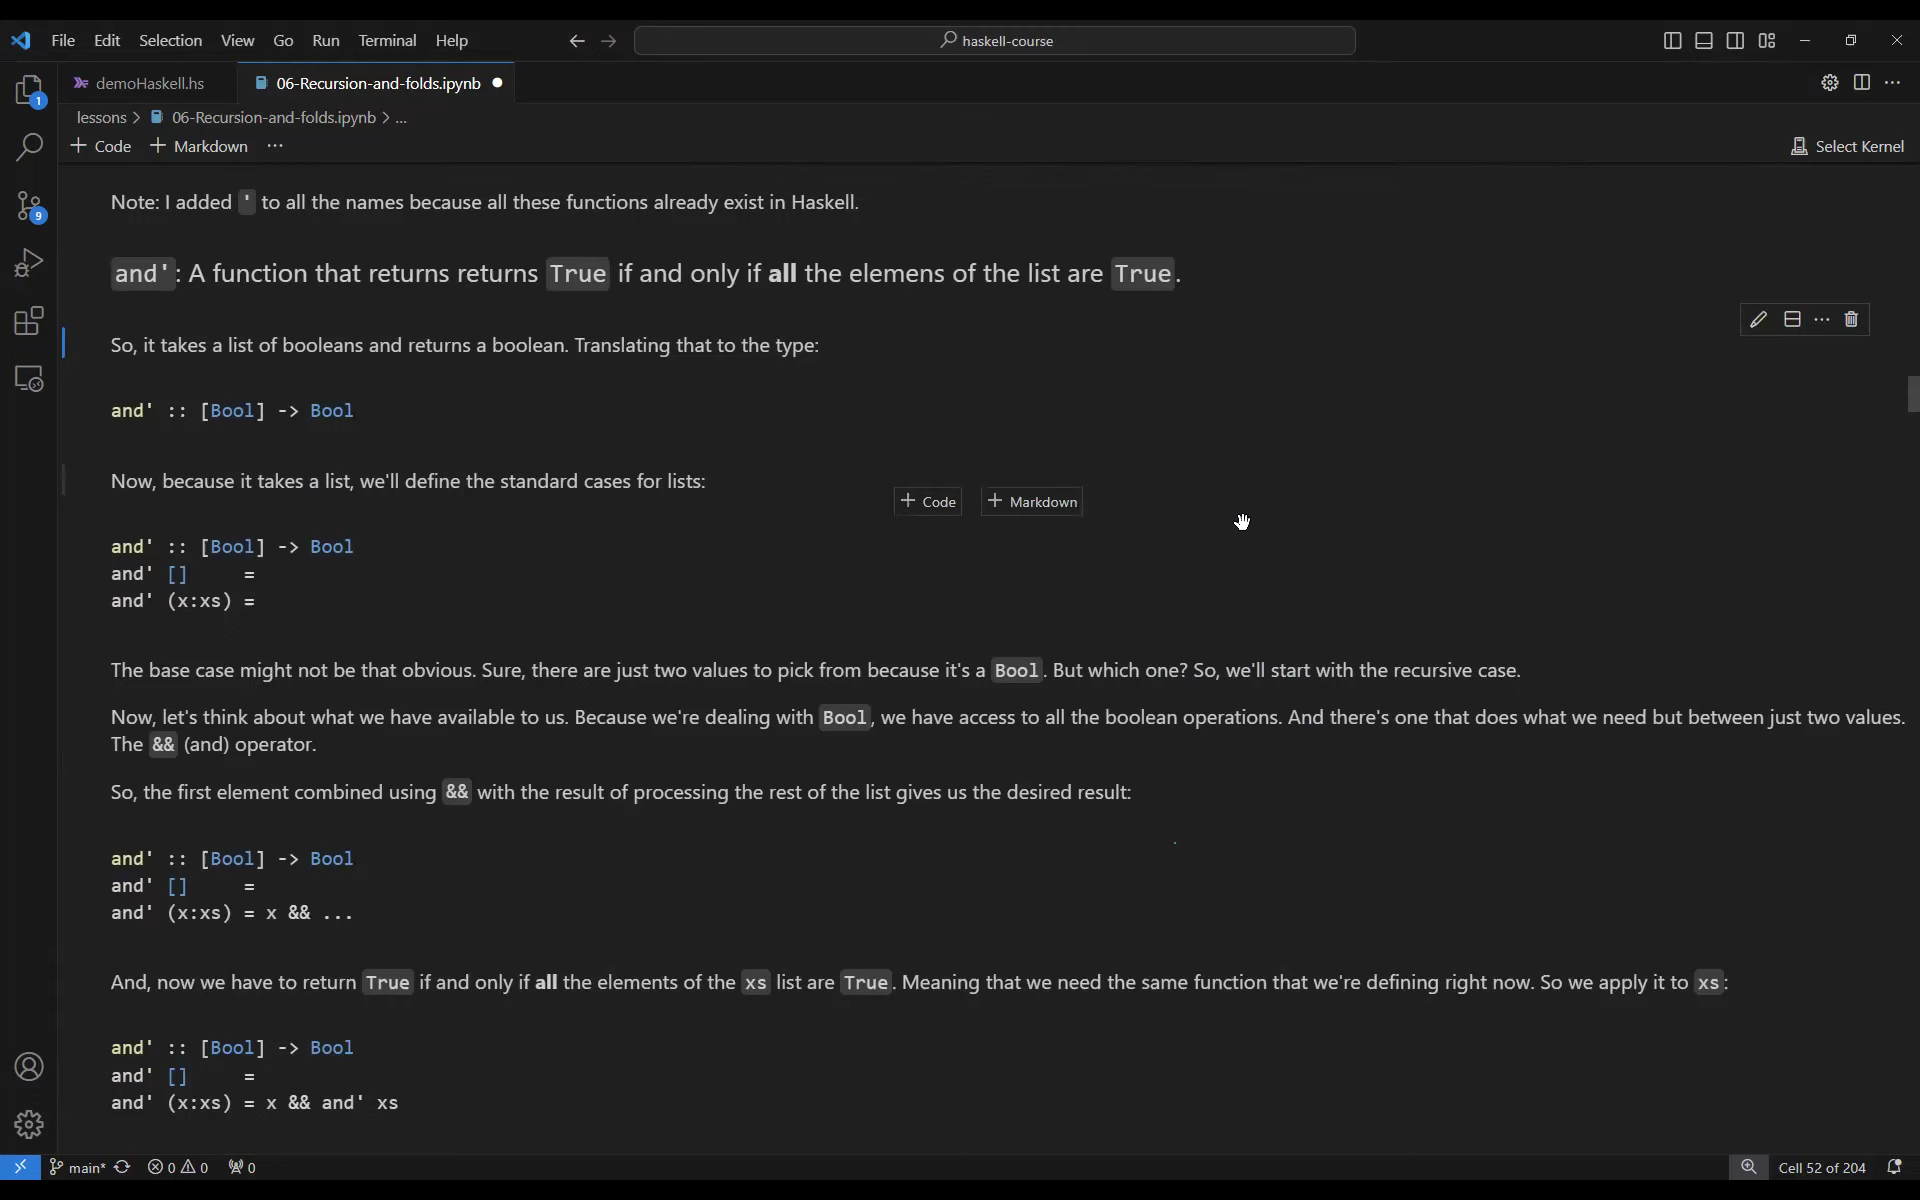 File Edit Selection View Go Run Terminal Help
haskell-course
demoHaskell.hs
06-Recursion-and-folds.ipynb
1
lessons > 06-Recursion-and-folds.ipynb > ...
+ Code + Markdown ...
Select Kernel
Note: I added ' to all the names because all these functions already exist in Haskell.
9
and': A function that returns returns True if and only if all the elemens of the list are True.
So, it takes a list of booleans and returns a boolean. Translating that to the type:
and' :: [Bool] -> Bool
Now, because it takes a list, we'll define the standard cases for lists:
+ Code + Markdown
and' :: [Bool] -> Bool
and' []     =
and' (x:xs) =
The base case might not be that obvious. Sure, there are just two values to pick from because it's a Bool. But which one? So, we'll start with the recursive case.
Now, let's think about what we have available to us. Because we're dealing with Bool, we have access to all the boolean operations. And there's one that does what we need but between just two values.
The && (and) operator.
So, the first element combined using && with the result of processing the rest of the list gives us the desired result:
and' :: [Bool] -> Bool
and' []     =
and' (x:xs) = x && ...
And, now we have to return True if and only if all the elements of the xs list are True. Meaning that we need the same function that we're defining right now. So we apply it to xs:
and' :: [Bool] -> Bool
and' []     =
and' (x:xs) = x && and' xs
main* 0 0 0
Cell 52 of 204